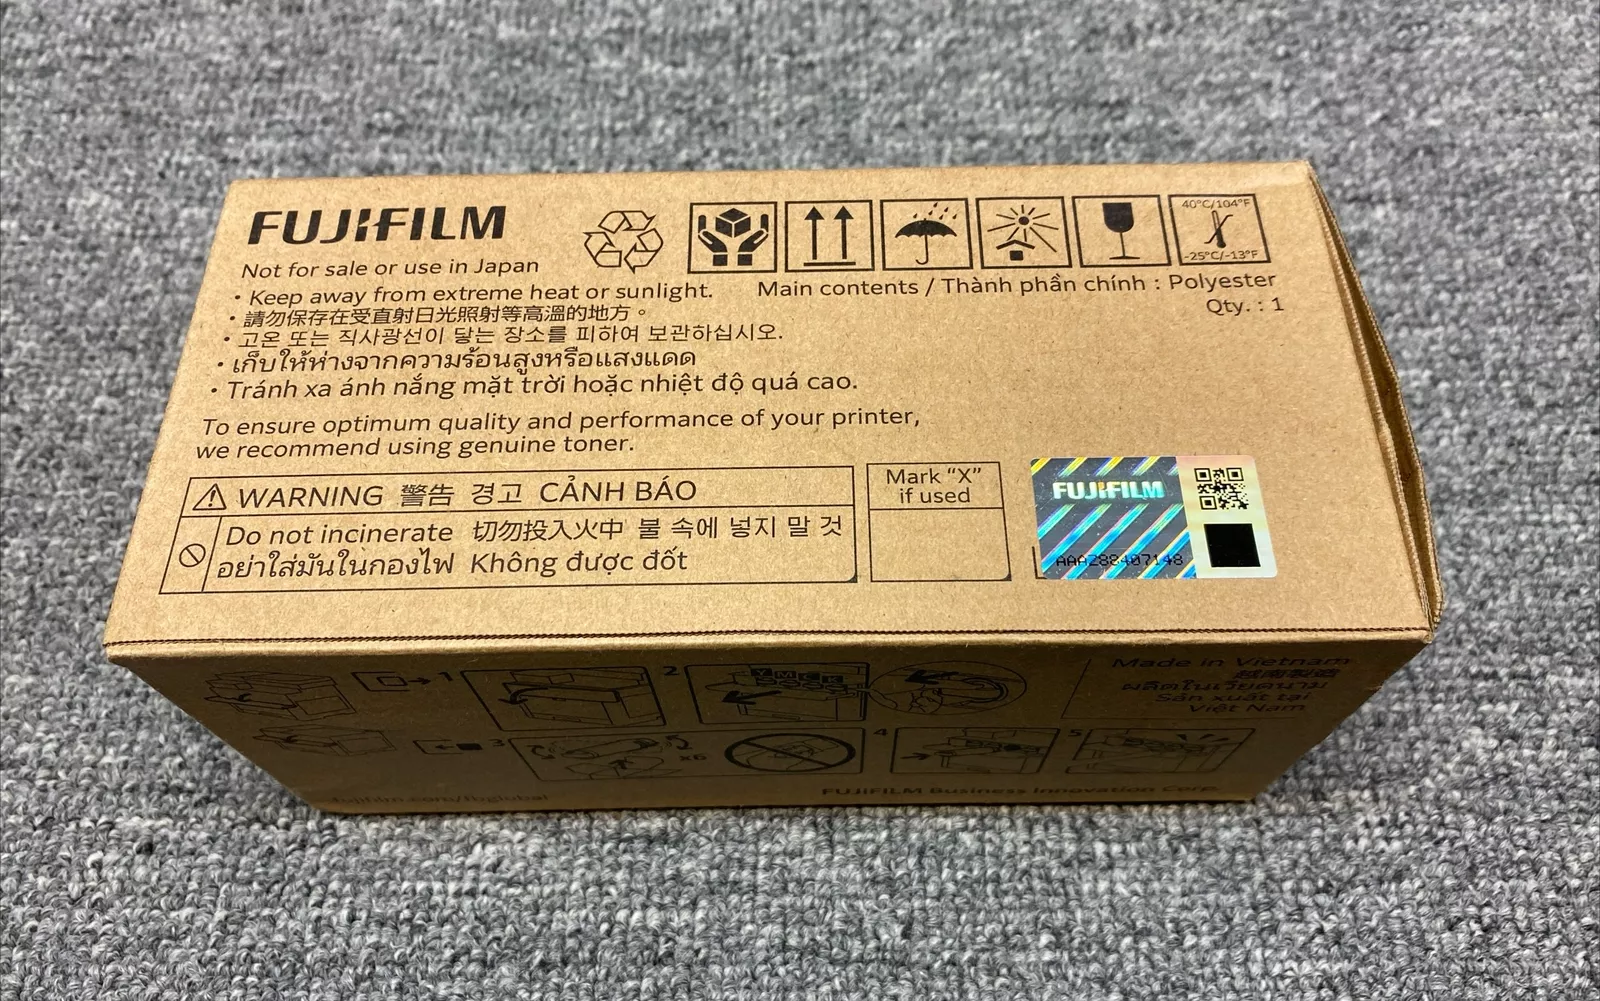 FUJIFILM
Not for sale or use in Japan
• Keep away from extreme heat or sunlight.
• 請勿保存在受直射日光照射等高溫的地方。
• 고온 또는 직사광선이 닿는 장소를 피하여 보관하십시오.
• เก็บให้ห่างจากความร้อนสูงหรือแสงแดด
• Tránh xa ánh nắng mặt trời hoặc nhiệt độ quá cao.
40°C/104°F
-25°C/-13°F
Main contents / Thành phần chính : Polyester
Qty. : 1
To ensure optimum quality and performance of your printer,
we recommend using genuine toner.
WARNING 警告 경고 CẢNH BÁO
Do not incinerate 切勿投入火中 불 속에 넣지 말 것
อย่าใส่มันในกองไฟ Không được đốt
Mark “X”
if used
FUJIFILM
AAAZ88407148
1
2
Y M C K
3
x6
4
5
Made in Vietnam
越南製造
ผลิตในเวียดนาม
Sản xuất tại
Việt Nam
fujifilm.com/fbglobal
FUJIFILM Business Innovation Corp.